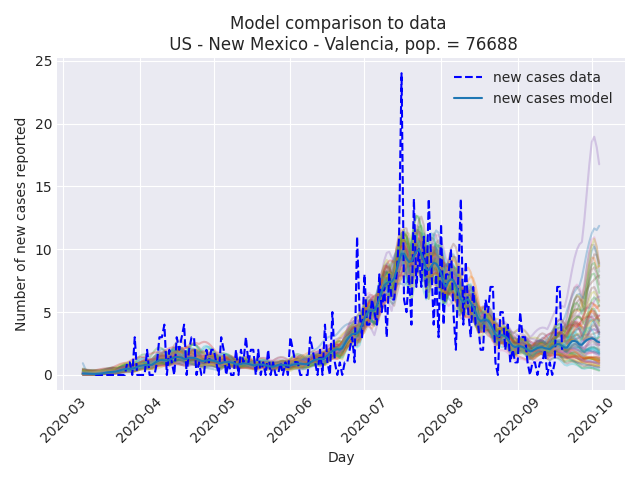 Model comparison to data
US - New Mexico - Valencia, pop. = 76688
new cases data
new cases model
Number of new cases reported
25
20
15
10
5
0
2020-03
2020-04
2020-05
2020-06
2020-07
2020-08
2020-09
2020-10
Day